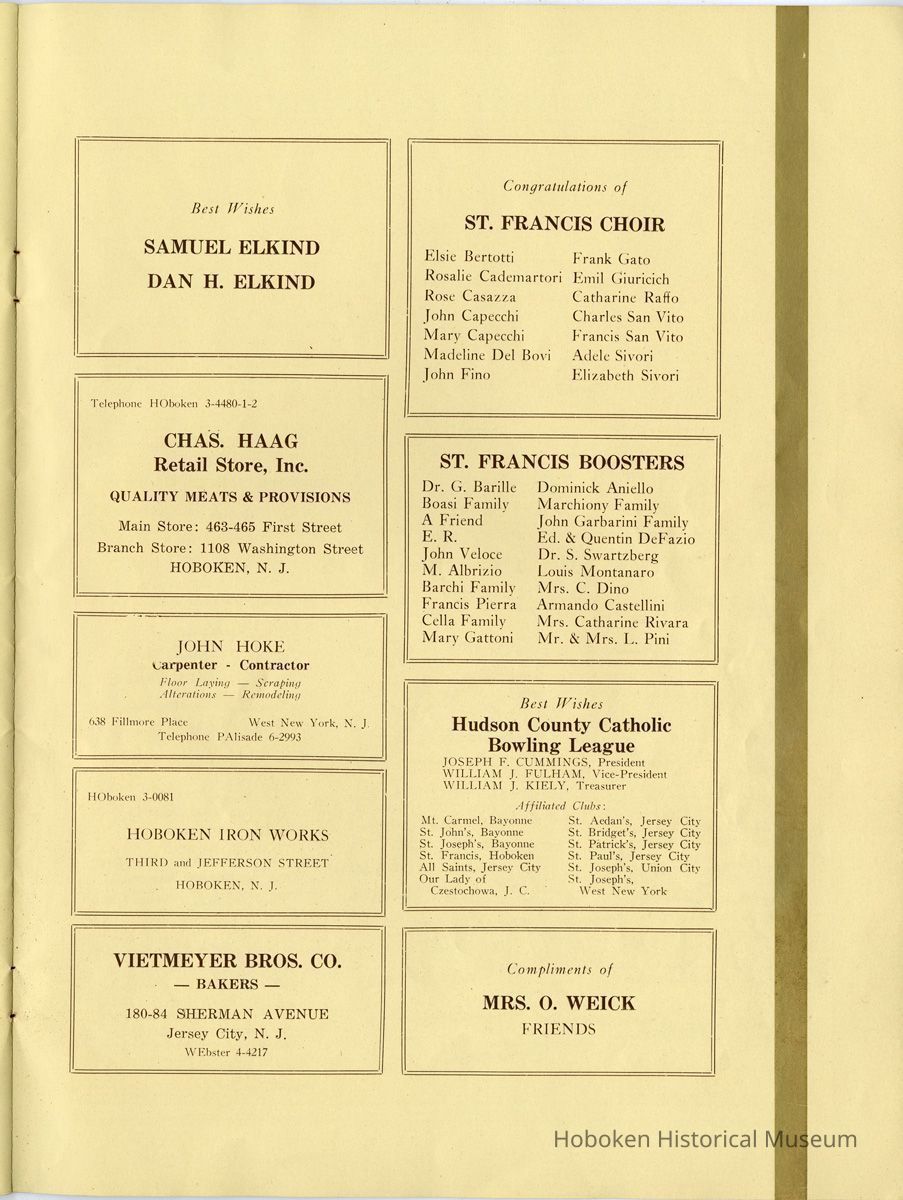 Best Wishes
SAMUEL ELKIND
DAN H. ELKIND
Telephone HOboken 3-4480-1-2
CHAS. HAAG
Retail Store, Inc.
QUALITY MEATS & PROVISIONS
Main Store: 463-465 First Street
Branch Store: 1108 Washington Street
HOBOKEN, N. J.
JOHN HOKE
Carpenter - Contractor
Floor Laying — Scraping
Alterations — Remodeling
638 Fillmore Place West New York, N. J.
Telephone PAlisade 6-2993
HOboken 3-0081
HOBOKEN IRON WORKS
THIRD and JEFFERSON STREET
HOBOKEN, N. J.
VIETMEYER BROS. CO.
— BAKERS —
180-84 SHERMAN AVENUE
Jersey City, N. J.
WEbster 4-4217
Congratulations of
ST. FRANCIS CHOIR
Elsie Bertotti Frank Gato
Rosalie Cademartori Emil Giuricich
Rose Casazza Catharine Raffo
John Capecchi Charles San Vito
Mary Capecchi Francis San Vito
Madeline Del Bovi Adele Sivori
John Fino Elizabeth Sivori
ST. FRANCIS BOOSTERS
Dr. G. Barille Dominick Aniello
Boasi Family Marchiony Family
A Friend John Garbarini Family
E. R. Ed. & Quentin DeFazio
John Veloce Dr. S. Swartzberg
M. Albrizio Louis Montanaro
Barchi Family Mrs. C. Dino
Francis Pierra Armando Castellini
Cella Family Mrs. Catharine Rivara
Mary Gattoni Mr. & Mrs. L. Pini
Best Wishes
Hudson County Catholic
Bowling League
JOSEPH F. CUMMINGS, President
WILLIAM J. FULHAM, Vice-President
WILLIAM J. KIELY, Treasurer
Affiliated Clubs:
Mt. Carmel, Bayonne St. Aedan's, Jersey City
St. John's, Bayonne St. Bridget's, Jersey City
St. Joseph's, Bayonne St. Patrick's, Jersey City
St. Francis, Hoboken St. Paul's, Jersey City
All Saints, Jersey City St. Joseph's, Union City
Our Lady of St. Joseph's,
Czestochowa, J. C. West New York
Compliments of
MRS. O. WEICK
FRIENDS
Hoboken Historical Museum